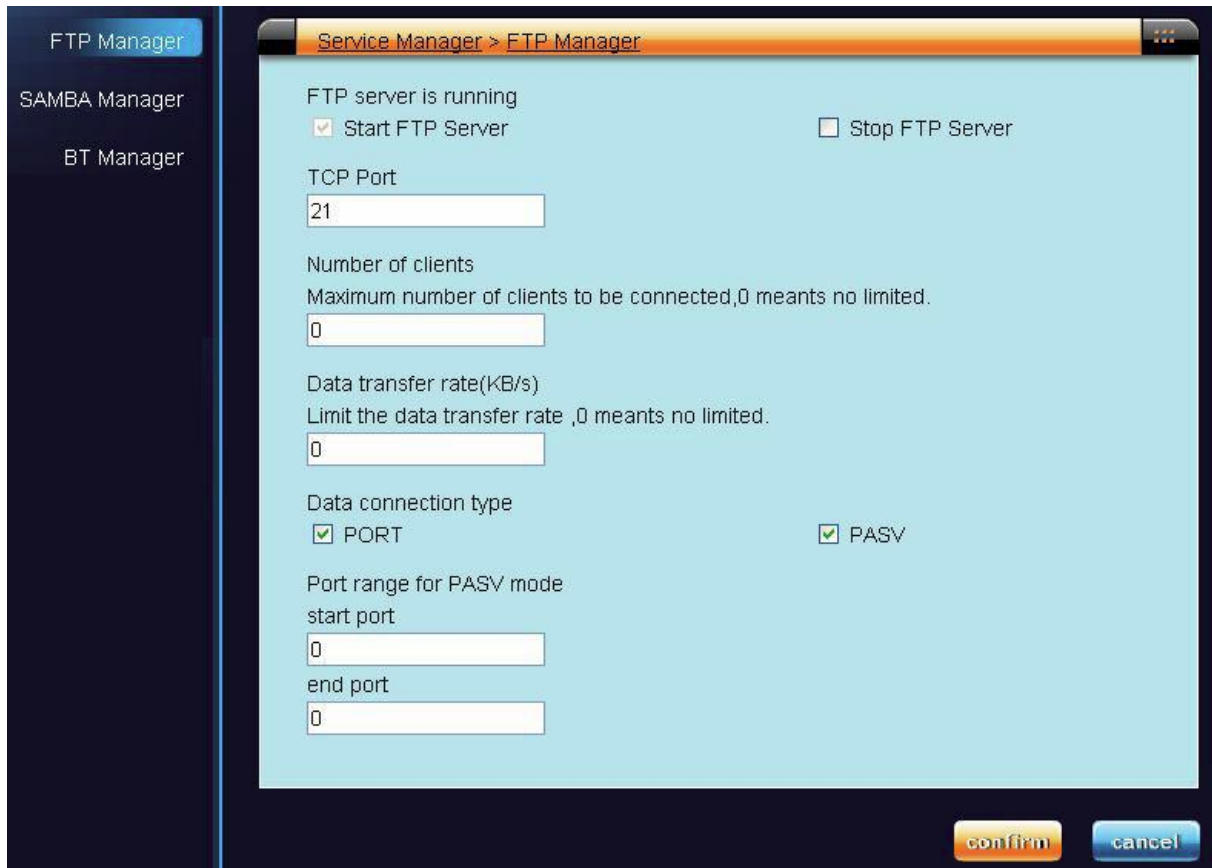 FTP Manager
SAMBA Manager
BT Manager
Service Manager > FTP Manager
FTP server is running
Start FTP Server
Stop FTP Server
TCP Port
21
Number of clients
Maximum number of clients to be connected,0 meants no limited.
0
Data transfer rate(KB/s)
Limit the data transfer rate ,0 meants no limited.
0
Data connection type
PORT
PASV
Port range for PASV mode
start port
0
end port
0
confirm
cancel